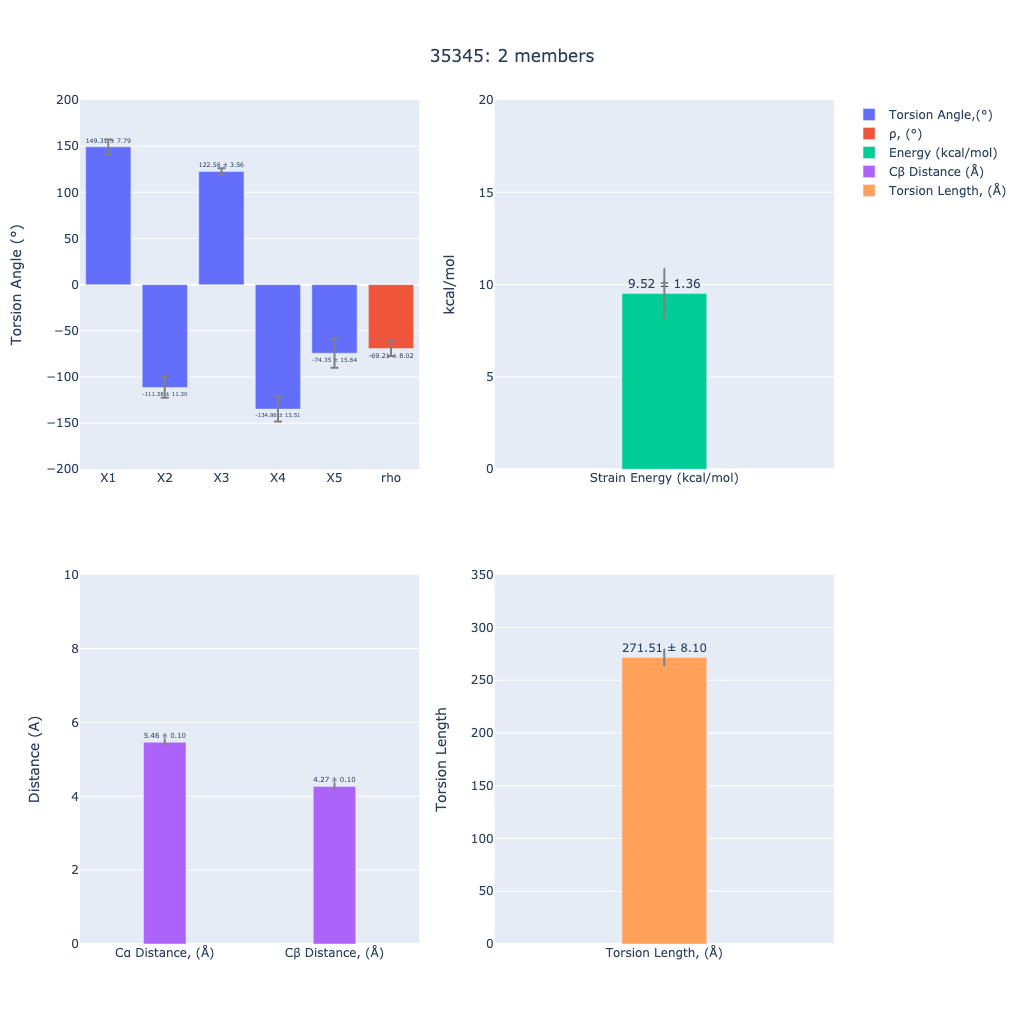 35345: 2 members
Torsion Angle (°)
200
150
100
50
0
−50
−100
−150
−200
149.31 ± 7.79
-111.38 ± 11.30
122.56 ± 3.56
-134.86 ± 13.51
-74.35 ± 15.64
-69.21 ± 8.02
X1 X2 X3 X4 X5 rho
kcal/mol
20
15
10
5
0
9.52 ± 1.36
Strain Energy (kcal/mol)
Torsion Angle,(°)
ρ, (°)
Energy (kcal/mol)
Cβ Distance (Å)
Torsion Length, (Å)
Distance (A)
10
8
6
4
2
0
5.46 ± 0.10
4.27 ± 0.10
Cα Distance, (Å) Cβ Distance, (Å)
Torsion Length
350
300
250
200
150
100
50
0
271.51 ± 8.10
Torsion Length, (Å)